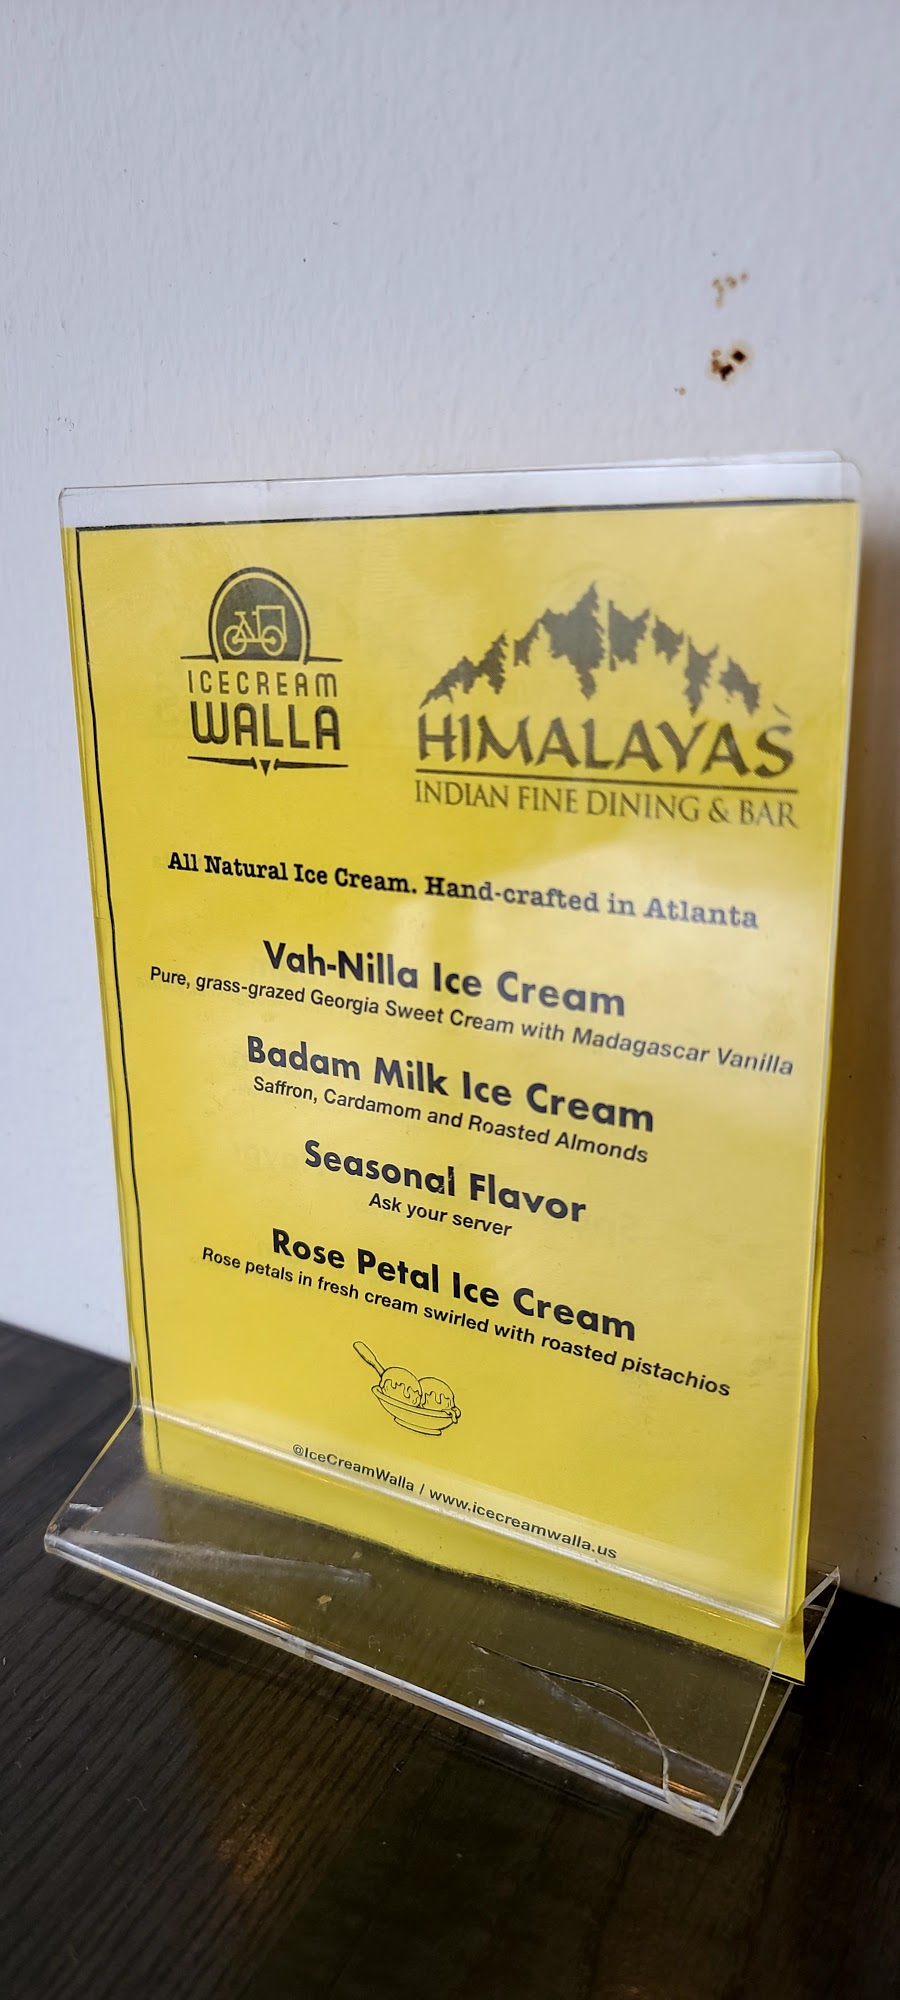 ICECREAM
WALLA
HIMALAYAS
INDIAN FINE DINING & BAR
All Natural Ice Cream. Hand-crafted in Atlanta
Vah-Nilla Ice Cream
Pure, grass-grazed Georgia Sweet Cream with Madagascar Vanilla
Badam Milk Ice Cream
Saffron, Cardamom and Roasted Almonds
Seasonal Flavor
Ask your server
Rose Petal Ice Cream
Rose petals in fresh cream swirled with roasted pistachios
@IceCreamWalla / www.icecreamwalla.us